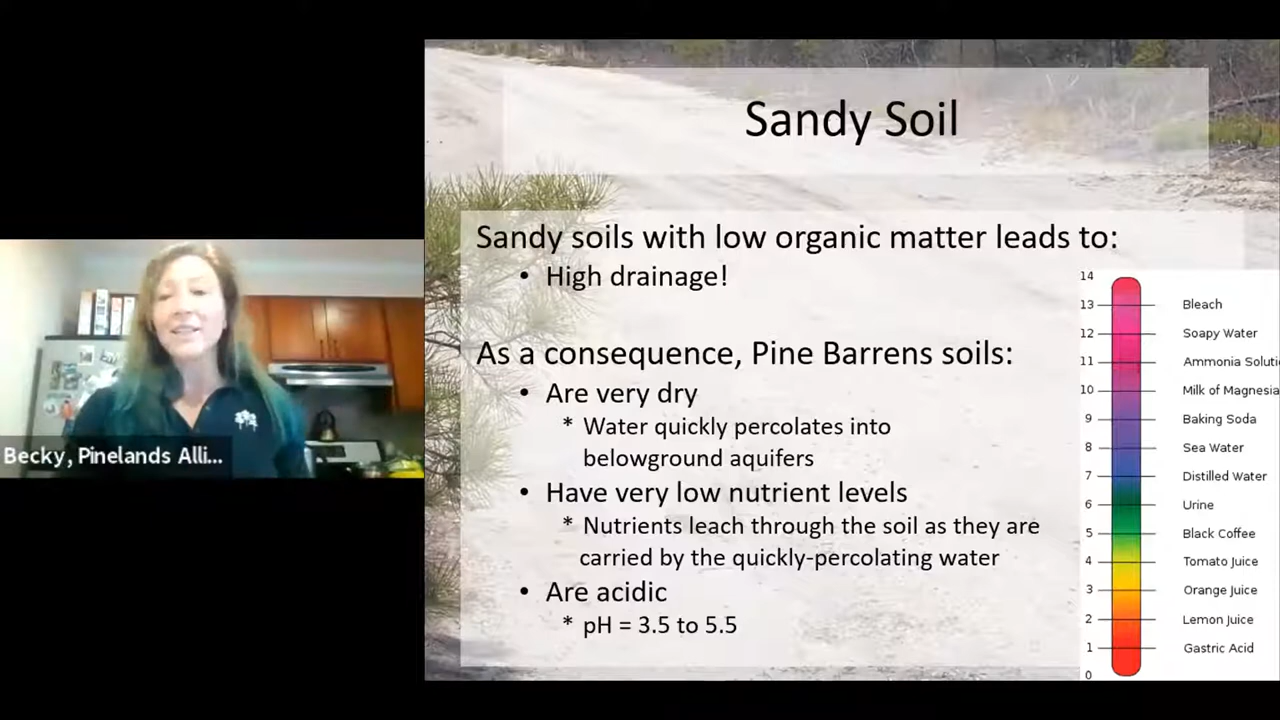 Sandy Soil
Sandy soils with low organic matter leads to:
• High drainage!
As a consequence, Pine Barrens soils:
• Are very dry
* Water quickly percolates into
belowground aquifers
• Have very low nutrient levels
* Nutrients leach through the soil as they are
carried by the quickly-percolating water
• Are acidic
* pH = 3.5 to 5.5
14
13 Bleach
12 Soapy Water
11 Ammonia Soluti
10 Milk of Magnesia
9 Baking Soda
8 Sea Water
7 Distilled Water
6 Urine
5 Black Coffee
4 Tomato Juice
3 Orange Juice
2 Lemon Juice
1 Gastric Acid
0
Becky, Pinelands Alli...